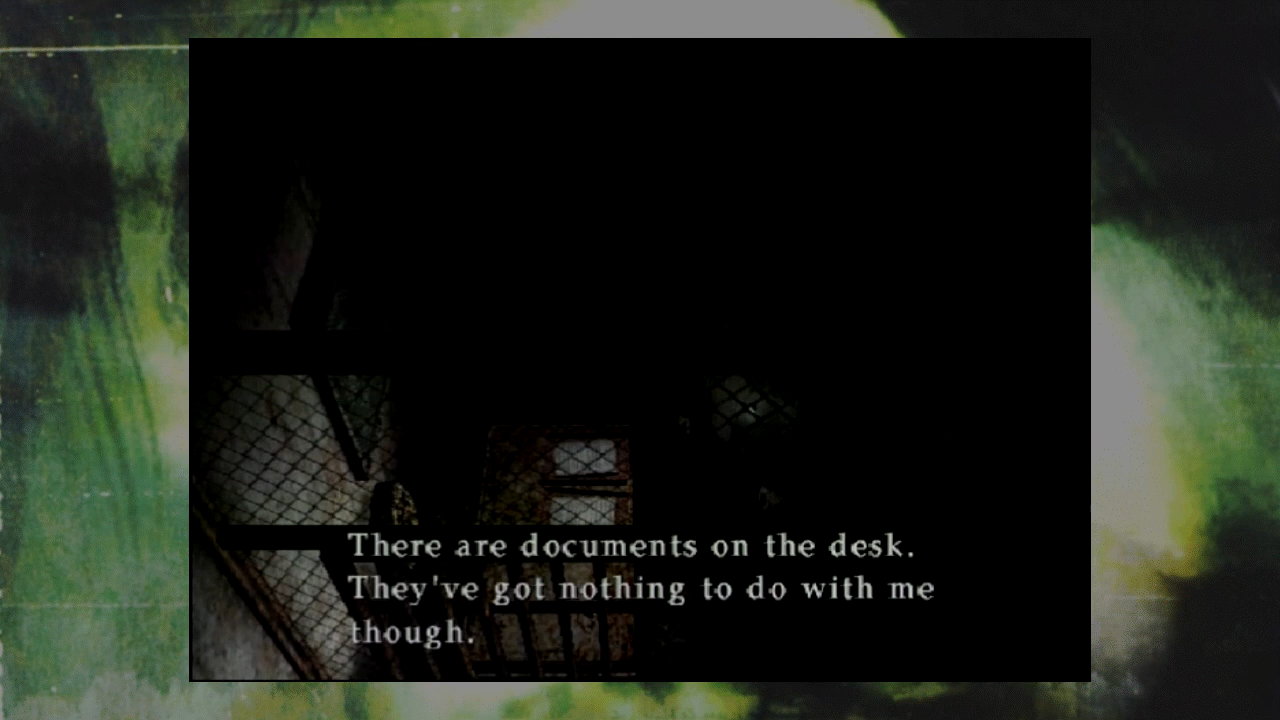 There are documents on the desk.
They've got nothing to do with me
though.